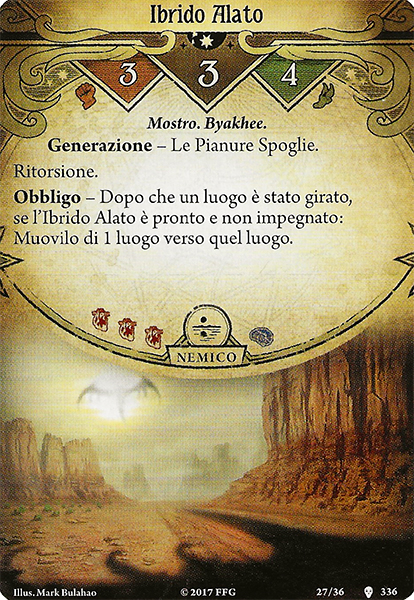 Ibrido Alato
3 3 4
Mostro. Byakhee.
Generazione – Le Pianure Spoglie.
Ritorsione.
Obbligo – Dopo che un luogo è stato girato,
se l'Ibrido Alato è pronto e non impegnato:
Muovilo di 1 luogo verso quel luogo.
NEMICO
Illus. Mark Bulahao © 2017 FFG 27/36 336